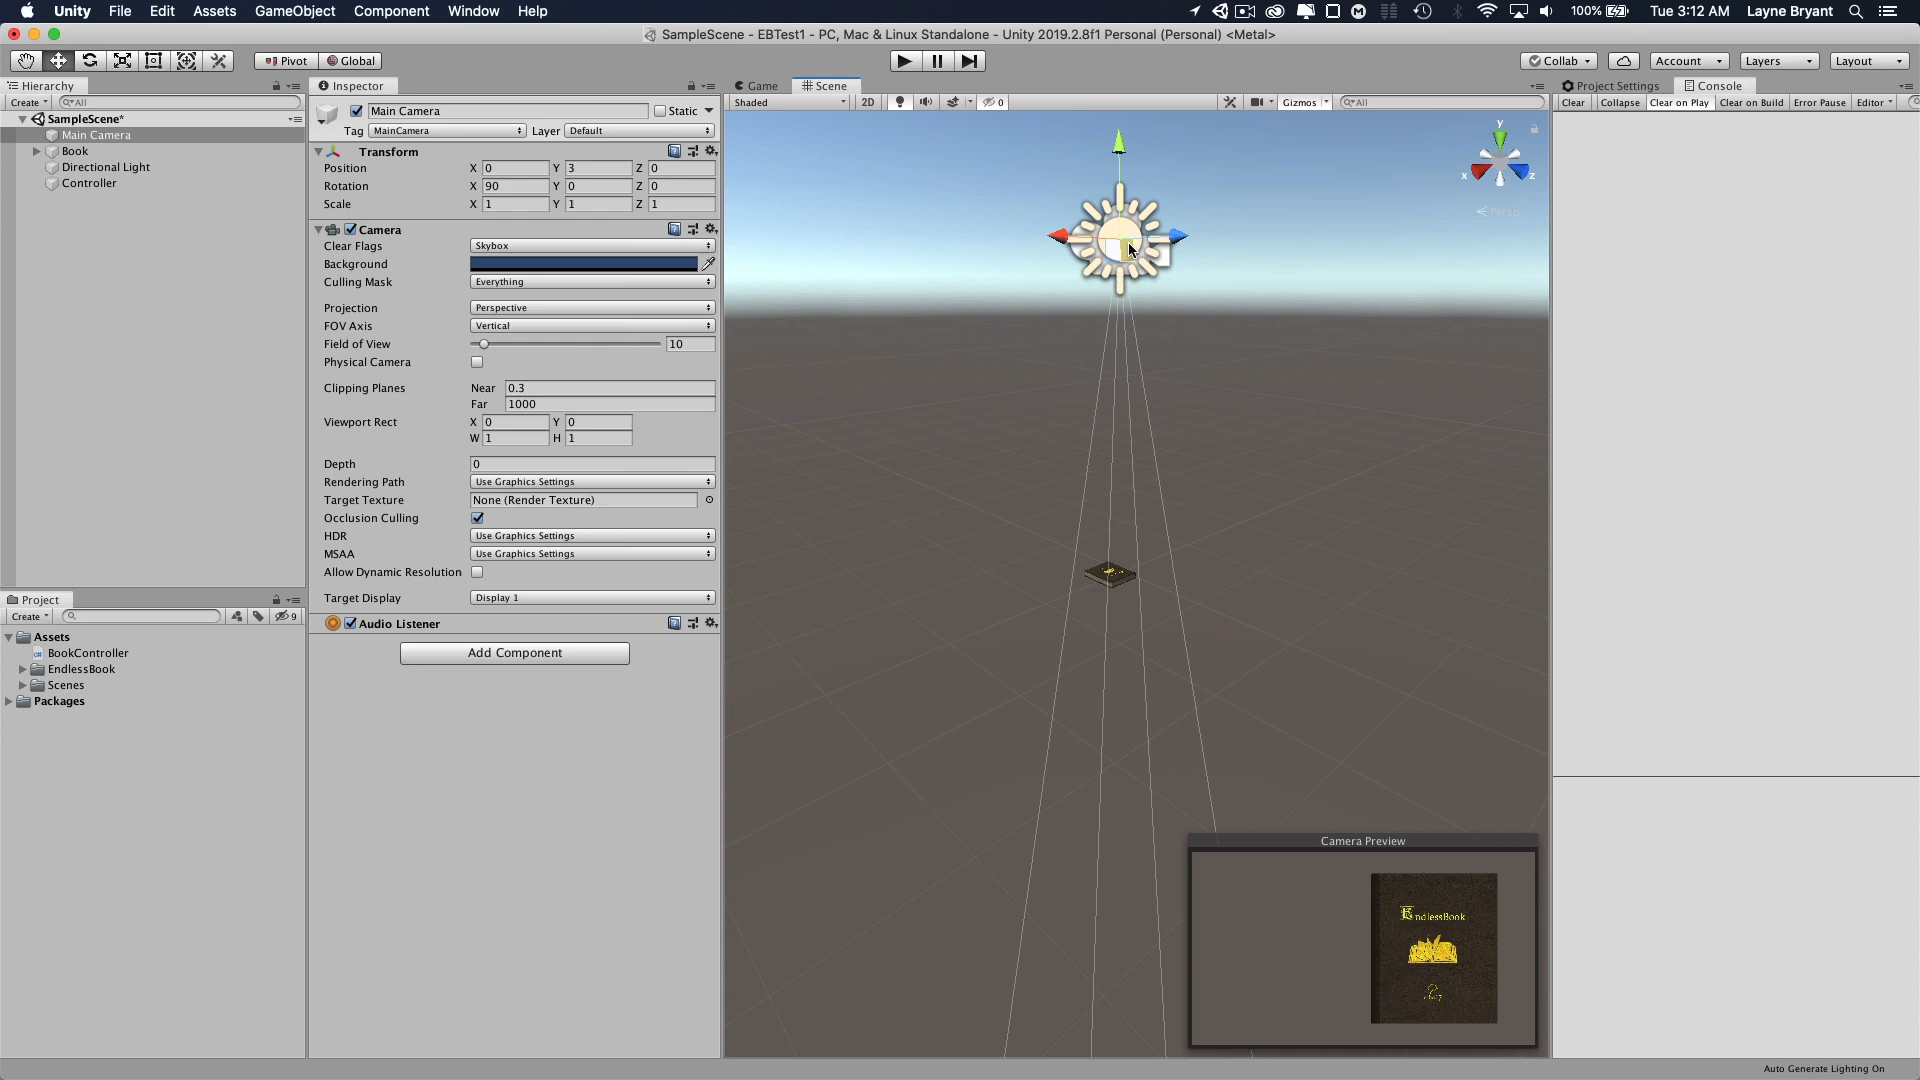 Unity File Edit Assets GameObject Component Window Help
100% Tue 3:12 AM Layne Bryant
SampleScene - EBTest1 - PC, Mac & Linux Standalone - Unity 2019.2.8f1 Personal (Personal) <Metal>
Pivot Global
Collab Account Layers Layout
Hierarchy
Create All
SampleScene*
Main Camera
Book
Directional Light
Controller
Inspector
Main Camera Static
Tag MainCamera Layer Default
Transform
Position X 0 Y 3 Z 0
Rotation X 90 Y 0 Z 0
Scale X 1 Y 1 Z 1
Camera
Clear Flags Skybox
Background
Culling Mask Everything
Projection Perspective
FOV Axis Vertical
Field of View 10
Physical Camera
Clipping Planes Near 0.3
Far 1000
Viewport Rect X 0 Y 0
W 1 H 1
Depth 0
Rendering Path Use Graphics Settings
Target Texture None (Render Texture)
Occlusion Culling
HDR Use Graphics Settings
MSAA Use Graphics Settings
Allow Dynamic Resolution
Target Display Display 1
Audio Listener
Add Component
Game Scene
Shaded 2D 0 Gizmos All
y
x z
Persp
Camera Preview
EndlessBook
Project Settings Console
Clear Collapse Clear on Play Clear on Build Error Pause Editor
Project
Create 9
Assets
BookController
EndlessBook
Scenes
Packages
Auto Generate Lighting On